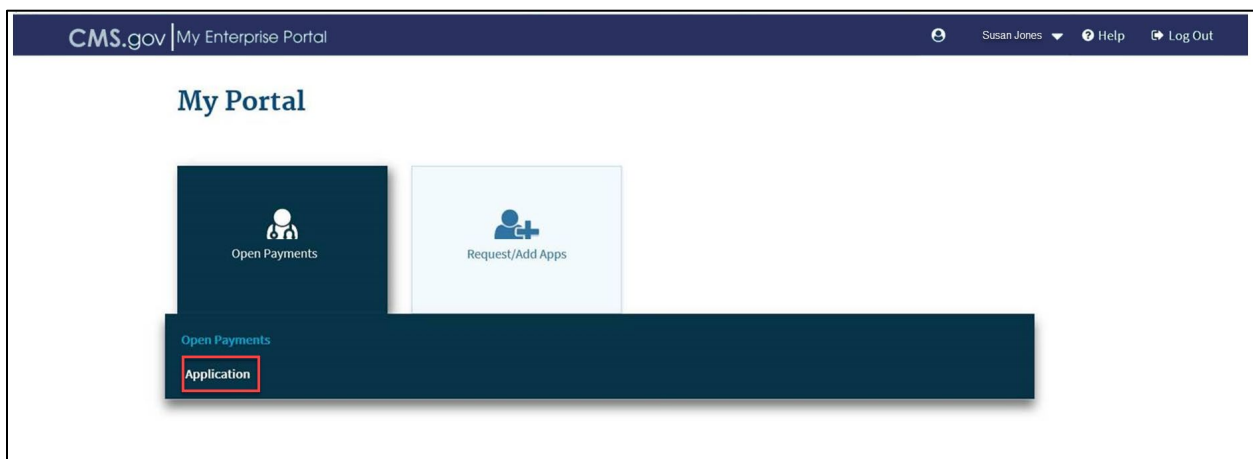 CMS.gov My Enterprise Portal Susan Jones Help Log Out
My Portal
Open Payments Request/Add Apps
Open Payments
Application